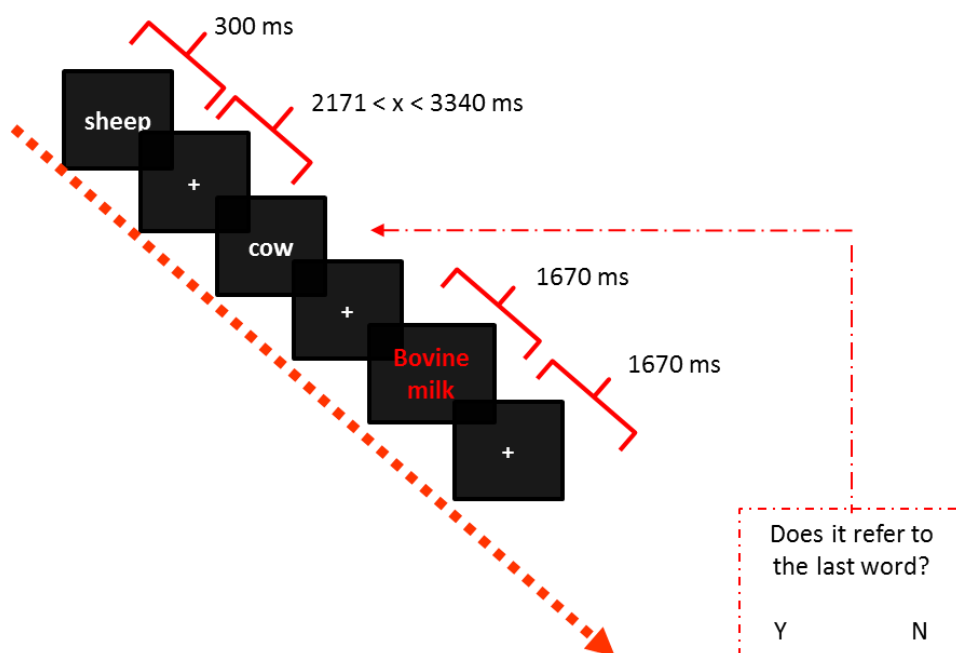 300 ms
sheep
2171 < x < 3340 ms
+
cow
+
1670 ms
Bovine
milk
1670 ms
+
Does it refer to
the last word?
Y N